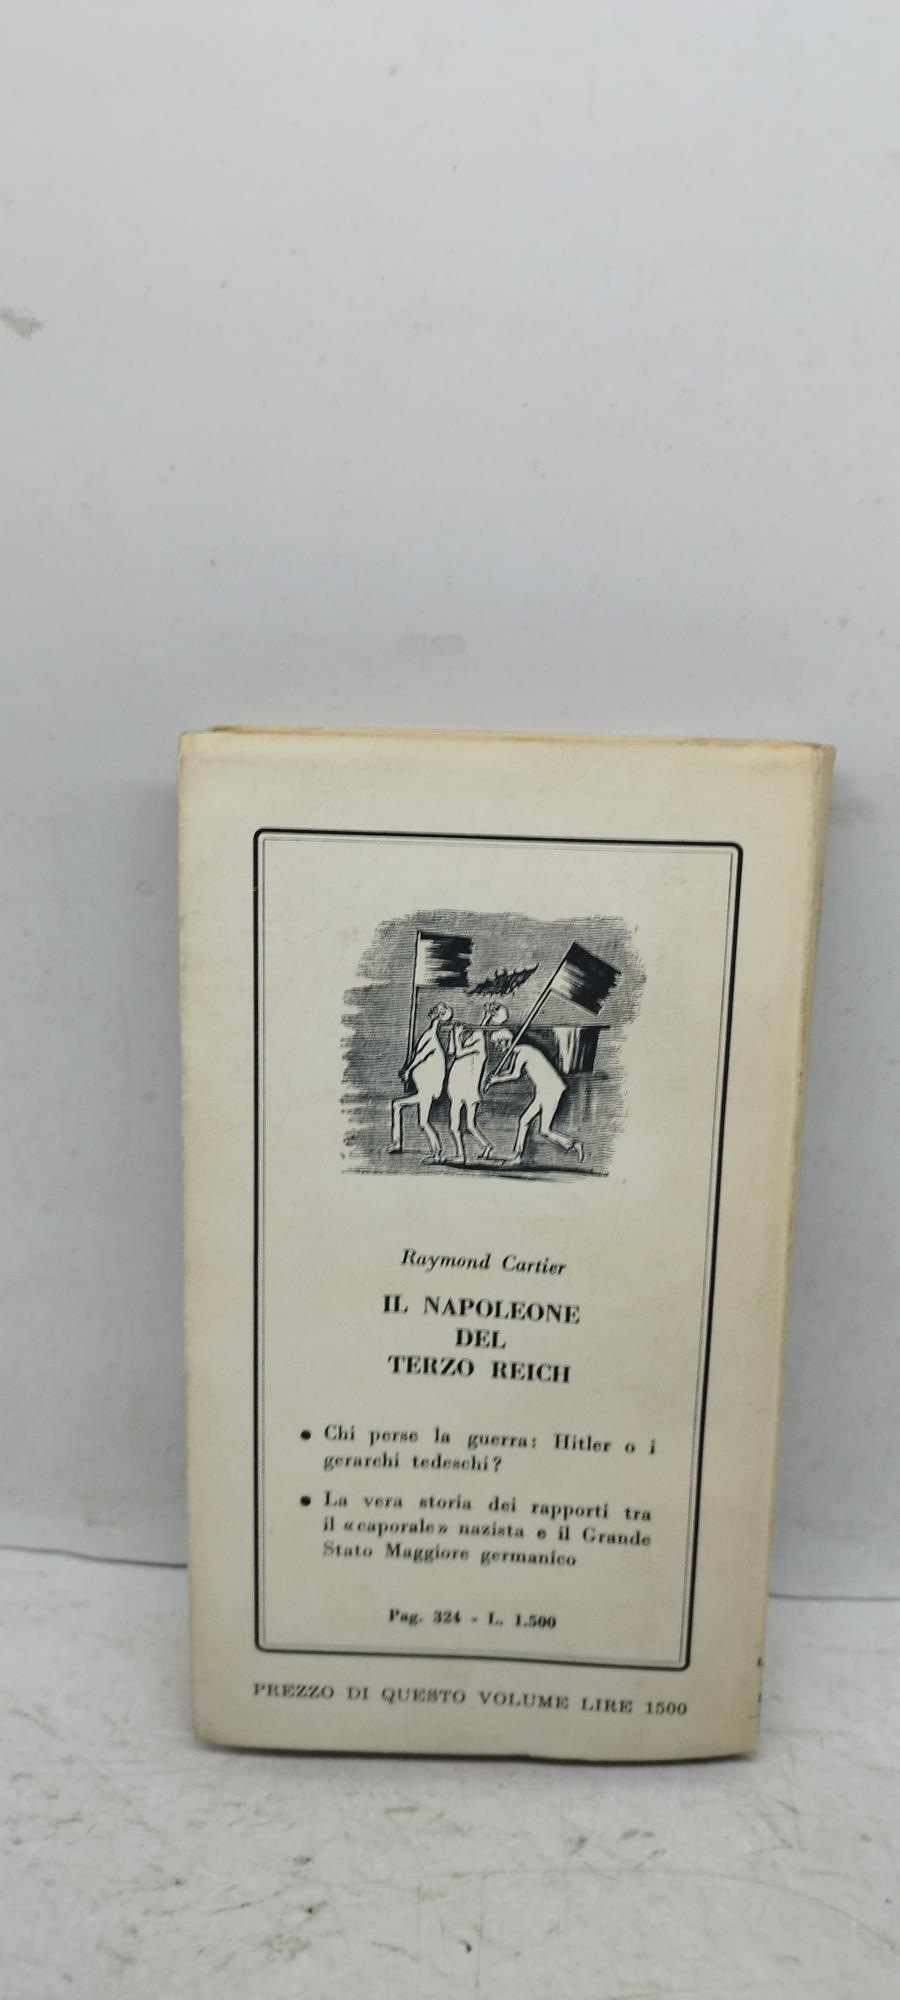 Raymond Cartier
IL NAPOLEONE
DEL
TERZO REICH
• Chi perse la guerra: Hitler o i
gerarchi tedeschi?
• La vera storia dei rapporti tra
il «caporale» nazista e il Grande
Stato Maggiore germanico
Pag. 324 - L. 1.500
PREZZO DI QUESTO VOLUME LIRE 1500